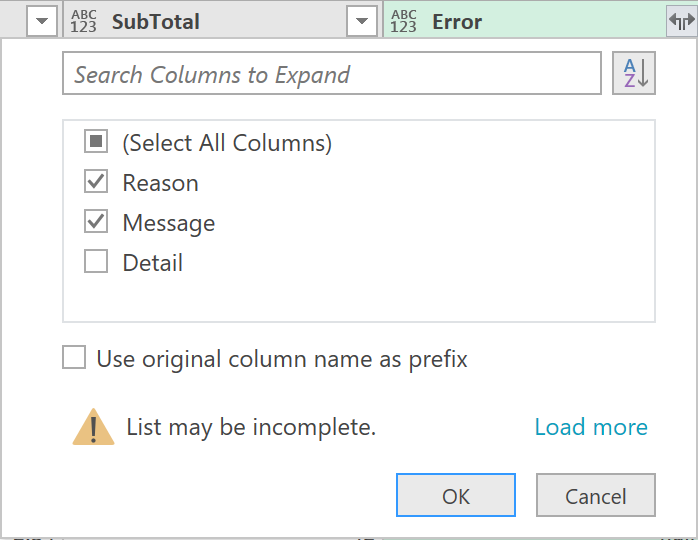 ABC
123
SubTotal
ABC
123
Error
Search Columns to Expand
A
Z
(Select All Columns)
Reason
Message
Detail
Use original column name as prefix
List may be incomplete.
Load more
OK
Cancel